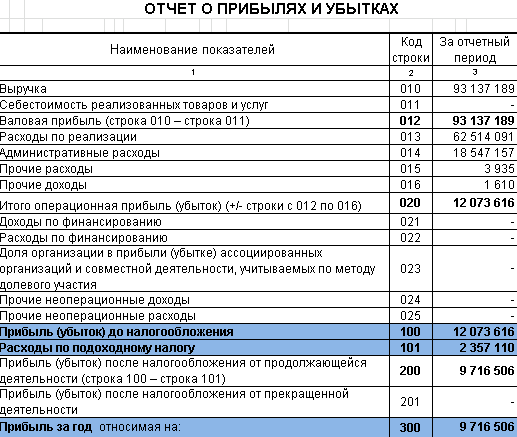 ОТЧЕТ О ПРИБЫЛЯХ И УБЫТКАХ
Наименование показателей Код строки За отчетный период
1 2 3
Выручка 010 93 137 189
Себестоимость реализованных товаров и услуг 011 -
Валовая прибыль (строка 010 – строка 011) 012 93 137 189
Расходы по реализации 013 62 514 091
Административные расходы 014 18 547 157
Прочие расходы 015 3 935
Прочие доходы 016 1 610
Итого операционная прибыль (убыток) (+/- строки с 012 по 016) 020 12 073 616
Доходы по финансированию 021 -
Расходы по финансированию 022 -
Доля организации в прибыли (убытке) ассоциированных
организаций и совместной деятельности, учитываемых по методу 023 -
долевого участия
Прочие неоперационные доходы 024 -
Прочие неоперационные расходы 025 -
Прибыль (убыток) до налогообложения 100 12 073 616
Расходы по подоходному налогу 101 2 357 110
Прибыль (убыток) после налогообложения от продолжающейся
деятельности (строка 100 – строка 101) 200 9 716 506
Прибыль (убыток) после налогообложения от прекращенной
деятельности 201 -
Прибыль за год относимая на: 300 9 716 506